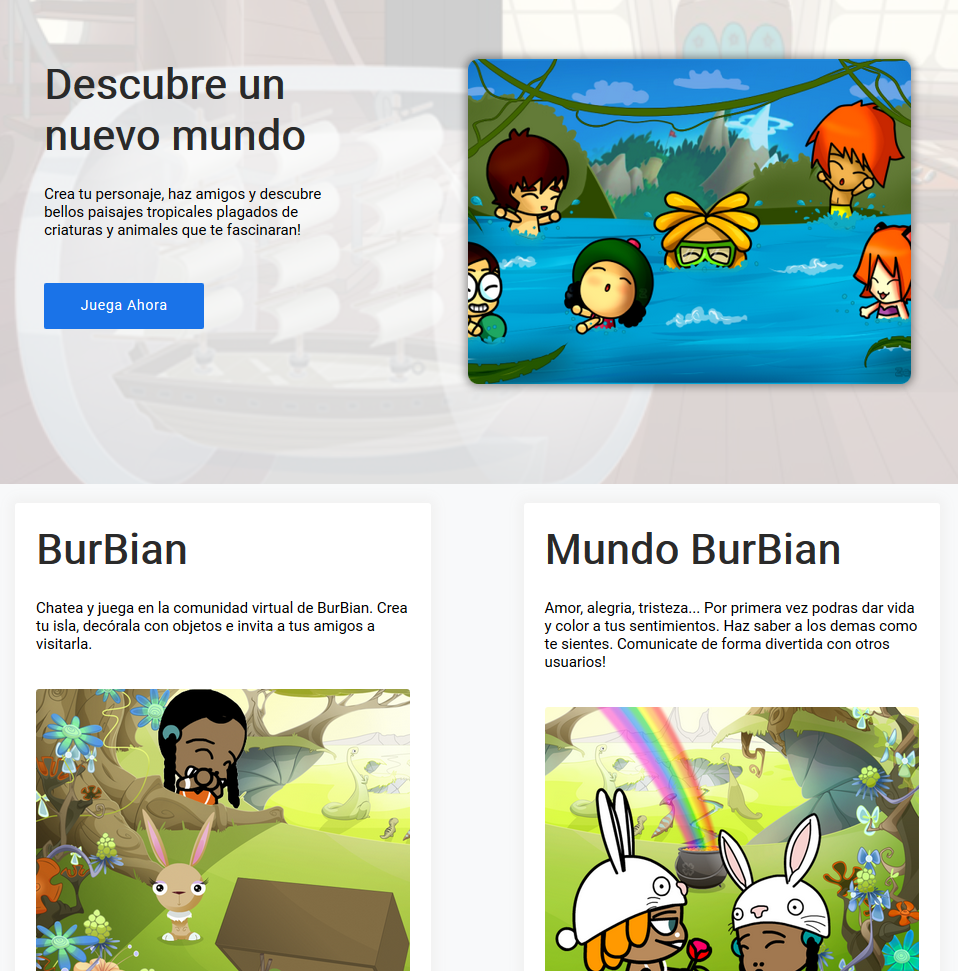 Descubre un
nuevo mundo
Crea tu personaje, haz amigos y descubre
bellos paisajes tropicales plagados de
criaturas y animales que te fascinaran!
Juega Ahora
BurBian
Chatea y juega en la comunidad virtual de BurBian. Crea
tu isla, decórala con objetos e invita a tus amigos a
visitarla.
Mundo BurBian
Amor, alegria, tristeza... Por primera vez podras dar vida
y color a tus sentimientos. Haz saber a los demas como
te sientes. Comunicate de forma divertida con otros
usuarios!